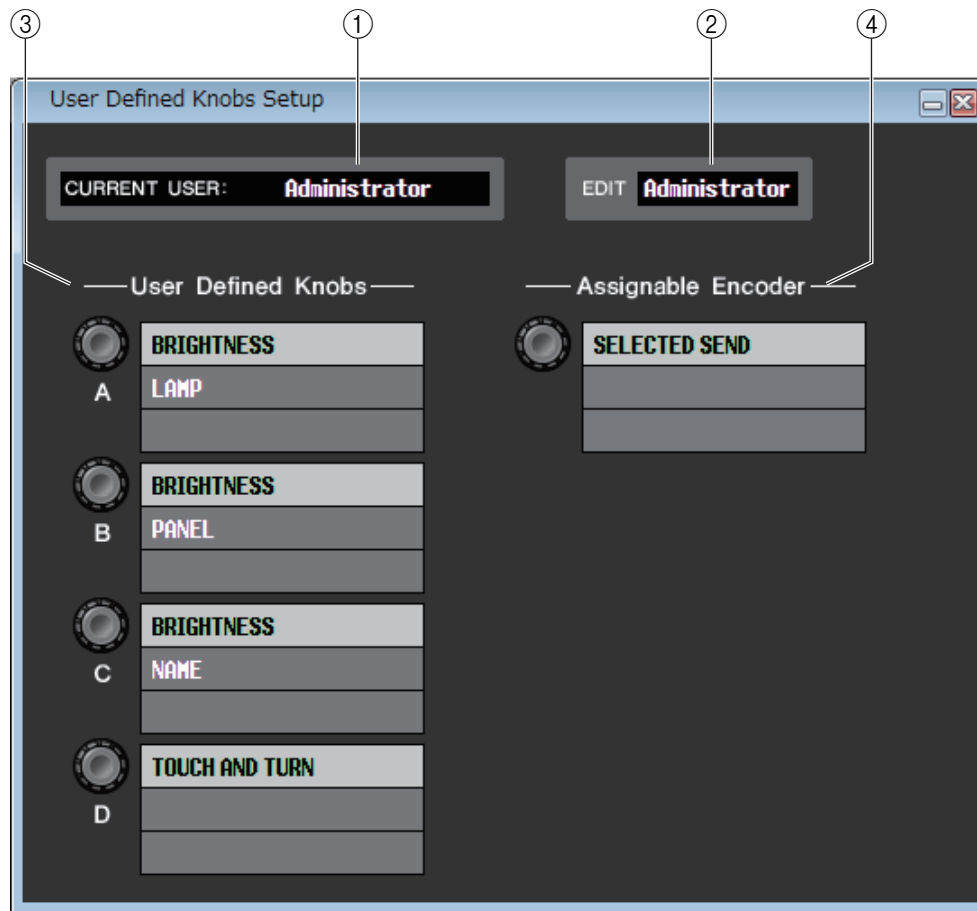 ③ ① ② ④
User Defined Knobs Setup
CURRENT USER: Administrator
EDIT Administrator
User Defined Knobs
Assignable Encoder
A
BRIGHTNESS
LAMP
SELECTED SEND
B
BRIGHTNESS
PANEL
C
BRIGHTNESS
NAME
D
TOUCH AND TURN